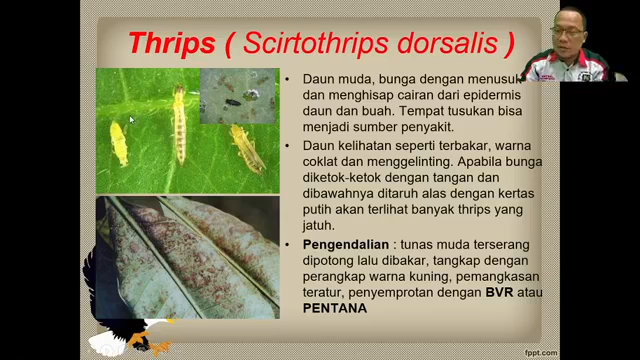 Thrips ( Scirtothrips dorsalis )
• Daun muda, bunga dengan menusuk
dan menghisap cairan dari epidermis
daun dan buah. Tempat tusukan bisa
menjadi sumber penyakit.
• Daun kelihatan seperti terbakar, warna
coklat dan menggelinting. Apabila bunga
diketok-ketok dengan tangan dan
dibawahnya ditaruh alas dengan kertas
putih akan terlihat banyak thrips yang
jatuh.
• Pengendalian : tunas muda terserang
dipotong lalu dibakar, tangkap dengan
perangkap warna kuning, pemangkasan
teratur, penyemprotan dengan BVR atau
PENTANA
fppt.com